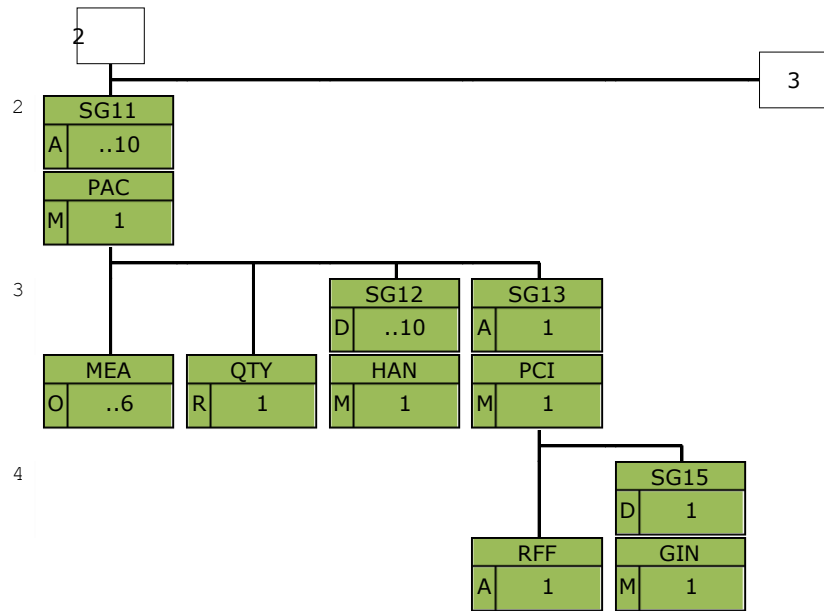 2
3
2
SG11
A ..10
PAC
M 1
3
SG12
SG13
D ..10
A 1
MEA
QTY
HAN
PCI
O ..6
R 1
M 1
M 1
4
SG15
D 1
RFF
GIN
A 1
M 1